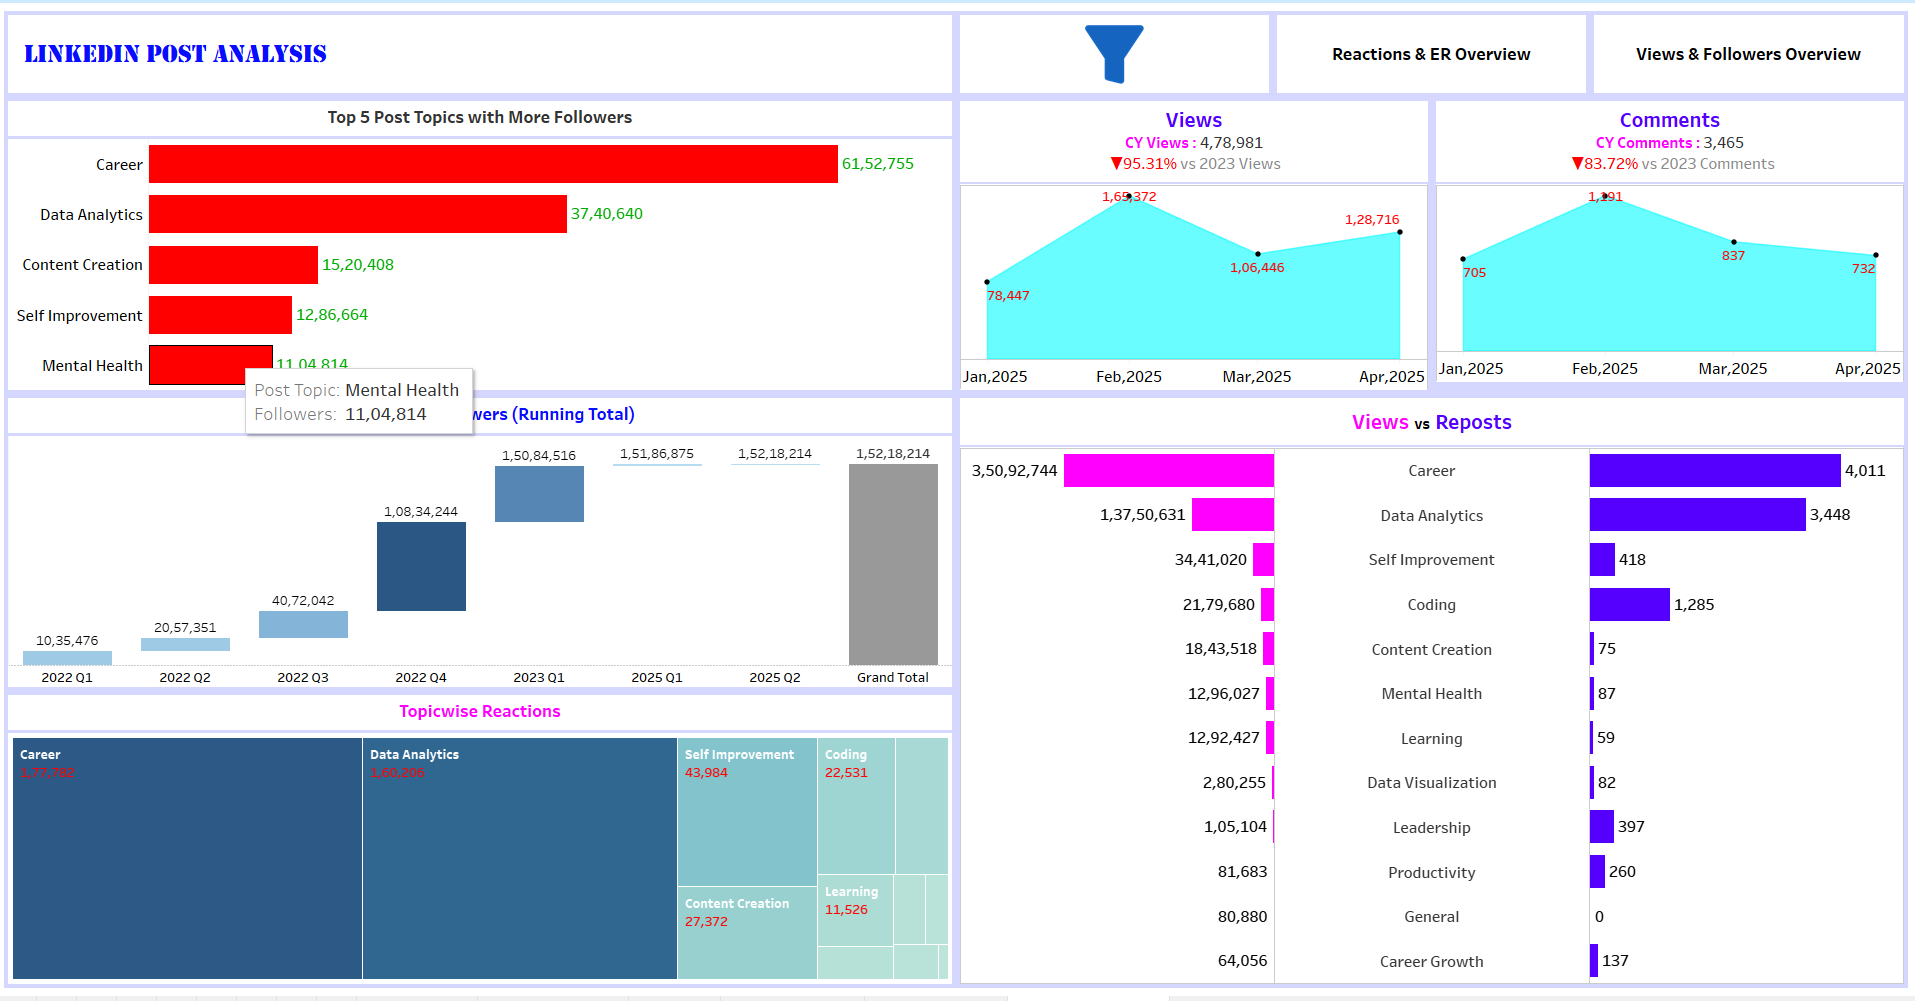 LINKEDIN POST ANALYSIS
Reactions & ER Overview
Views & Followers Overview
Top 5 Post Topics with More Followers
Career 61,52,755
Data Analytics 37,40,640
Content Creation 15,20,408
Self Improvement 12,86,664
Mental Health 11,04,814
Post Topic: Mental Health
Followers: 11,04,814
Views
CY Views : 4,78,981
▼95.31% vs 2023 Views
1,65,372
1,28,716
1,06,446
78,447
Jan,2025 Feb,2025 Mar,2025 Apr,2025
Comments
CY Comments : 3,465
▼83.72% vs 2023 Comments
1,191
837
705
732
Jan,2025 Feb,2025 Mar,2025 Apr,2025
wers (Running Total)
10,35,476
20,57,351
40,72,042
1,08,34,244
1,50,84,516
1,51,86,875
1,52,18,214
1,52,18,214
2022 Q1 2022 Q2 2022 Q3 2022 Q4 2023 Q1 2025 Q1 2025 Q2 Grand Total
Topicwise Reactions
Career
1,77,782
Data Analytics
1,60,206
Self Improvement
43,984
Content Creation
27,372
Coding
22,531
Learning
11,526
Views vs Reposts
3,50,92,744 Career 4,011
1,37,50,631 Data Analytics 3,448
34,41,020 Self Improvement 418
21,79,680 Coding 1,285
18,43,518 Content Creation 75
12,96,027 Mental Health 87
12,92,427 Learning 59
2,80,255 Data Visualization 82
1,05,104 Leadership 397
81,683 Productivity 260
80,880 General 0
64,056 Career Growth 137